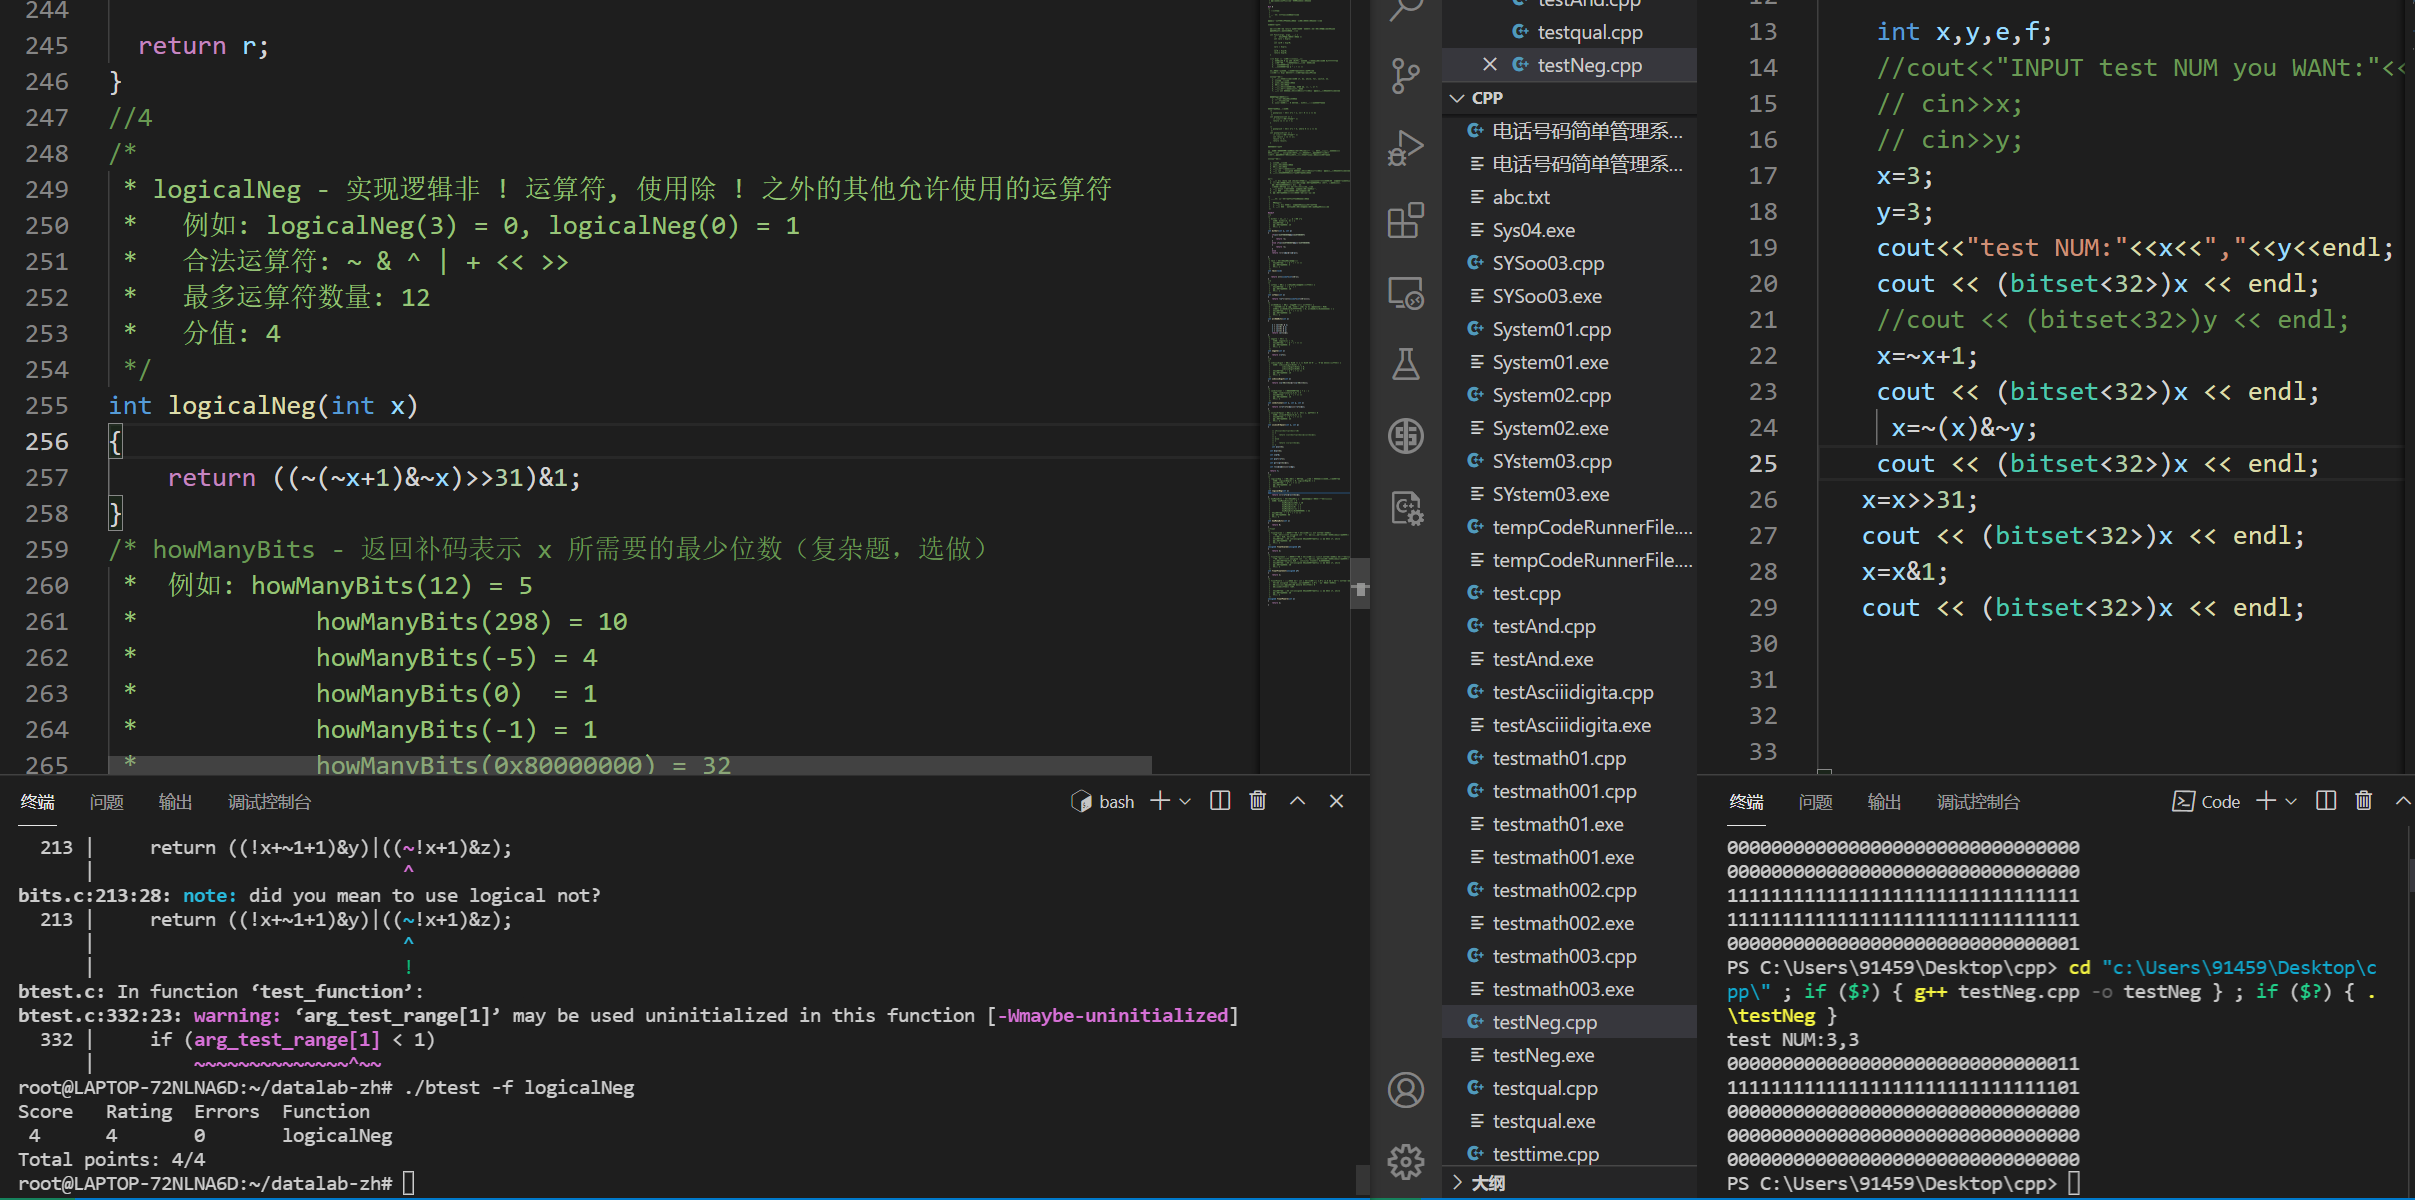 244
245 return r;
246 }
247 //4
248 /*
249 * logicalNeg - 实现逻辑非 ! 运算符, 使用除 ! 之外的其他允许使用的运算符
250 * 例如: logicalNeg(3) = 0, logicalNeg(0) = 1
251 * 合法运算符: ~ & ^ | + << >>
252 * 最多运算符数量: 12
253 * 分值: 4
254 */
255 int logicalNeg(int x)
256 {
257 return ((~(~x+1)&~x)>>31)&1;
258 }
259 /* howManyBits - 返回补码表示 x 所需要的最少位数（复杂题，选做）
260 * 例如: howManyBits(12) = 5
261 * howManyBits(298) = 10
262 * howManyBits(-5) = 4
263 * howManyBits(0) = 1
264 * howManyBits(-1) = 1
265 * howManyBits(0x80000000) = 32
终端 问题 输出 调试控制台 bash
213 | return ((!x+~1+1)&y)|((~!x+1)&z);
| ^
bits.c:213:28: note: did you mean to use logical not?
213 | return ((!x+~1+1)&y)|((~!x+1)&z);
| ^
| !
btest.c: In function ‘test_function’:
btest.c:332:23: warning: ‘arg_test_range[1]’ may be used uninitialized in this function [-Wmaybe-uninitialized]
332 | if (arg_test_range[1] < 1)
| ~~~~~~~~~~~~~~^~~
root@LAPTOP-72NLNA6D:~/datalab-zh# ./btest -f logicalNeg
Score Rating Errors Function
4 4 0 logicalNeg
Total points: 4/4
root@LAPTOP-72NLNA6D:~/datalab-zh#
testAnd.cpp
testqual.cpp
testNeg.cpp
CPP
电话号码简单管理系...
电话号码简单管理系...
abc.txt
Sys04.exe
SYSoo03.cpp
SYSoo03.exe
System01.cpp
System01.exe
System02.cpp
System02.exe
SYstem03.cpp
SYstem03.exe
tempCodeRunnerFile....
tempCodeRunnerFile....
test.cpp
testAnd.cpp
testAnd.exe
testAsciidigita.cpp
testAsciidigita.exe
testmath01.cpp
testmath001.cpp
testmath01.exe
testmath001.exe
testmath002.cpp
testmath002.exe
testmath003.cpp
testmath003.exe
testNeg.cpp
testNeg.exe
testqual.cpp
testqual.exe
testtime.cpp
大纲
12
13 int x,y,e,f;
14 //cout<<"INPUT test NUM you WANt:"<<
15 // cin>>x;
16 // cin>>y;
17 x=3;
18 y=3;
19 cout<<"test NUM:"<<x<<","<<y<<endl;
20 cout << (bitset<32>)x << endl;
21 //cout << (bitset<32>)y << endl;
22 x=~x+1;
23 cout << (bitset<32>)x << endl;
24 x=~(x)&~y;
25 cout << (bitset<32>)x << endl;
26 x=x>>31;
27 cout << (bitset<32>)x << endl;
28 x=x&1;
29 cout << (bitset<32>)x << endl;
30
31
32
33
终端 问题 输出 调试控制台 Code
00000000000000000000000000000000
00000000000000000000000000000000
11111111111111111111111111111111
11111111111111111111111111111111
00000000000000000000000000000001
PS C:\Users\91459\Desktop\cpp> cd "c:\Users\91459\Desktop\c
pp\" ; if ($?) { g++ testNeg.cpp -o testNeg } ; if ($?) { .
\testNeg }
test NUM:3,3
00000000000000000000000000000011
11111111111111111111111111111101
00000000000000000000000000000000
00000000000000000000000000000000
00000000000000000000000000000000
PS C:\Users\91459\Desktop\cpp>